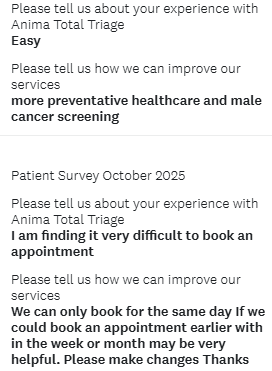 Please tell us about your experience with
Anima Total Triage
Easy
Please tell us how we can improve our
services
more preventative healthcare and male
cancer screening
Patient Survey October 2025
Please tell us about your experience with
Anima Total Triage
I am finding it very difficult to book an
appointment
Please tell us how we can improve our
services
We can only book for the same day If we
could book an appointment earlier with
in the week or month may be very
helpful. Please make changes Thanks